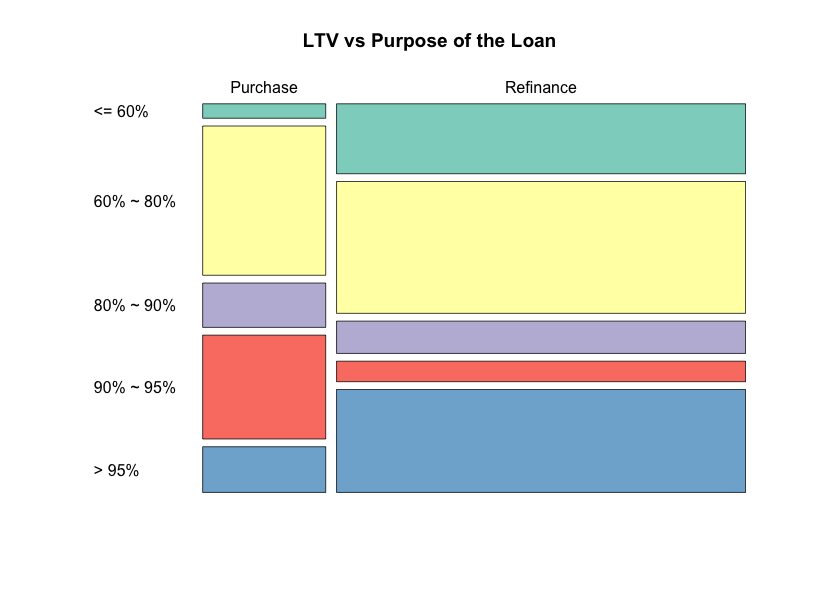 LTV vs Purpose of the Loan
Purchase
Refinance
<= 60%
60% ~ 80%
80% ~ 90%
90% ~ 95%
> 95%